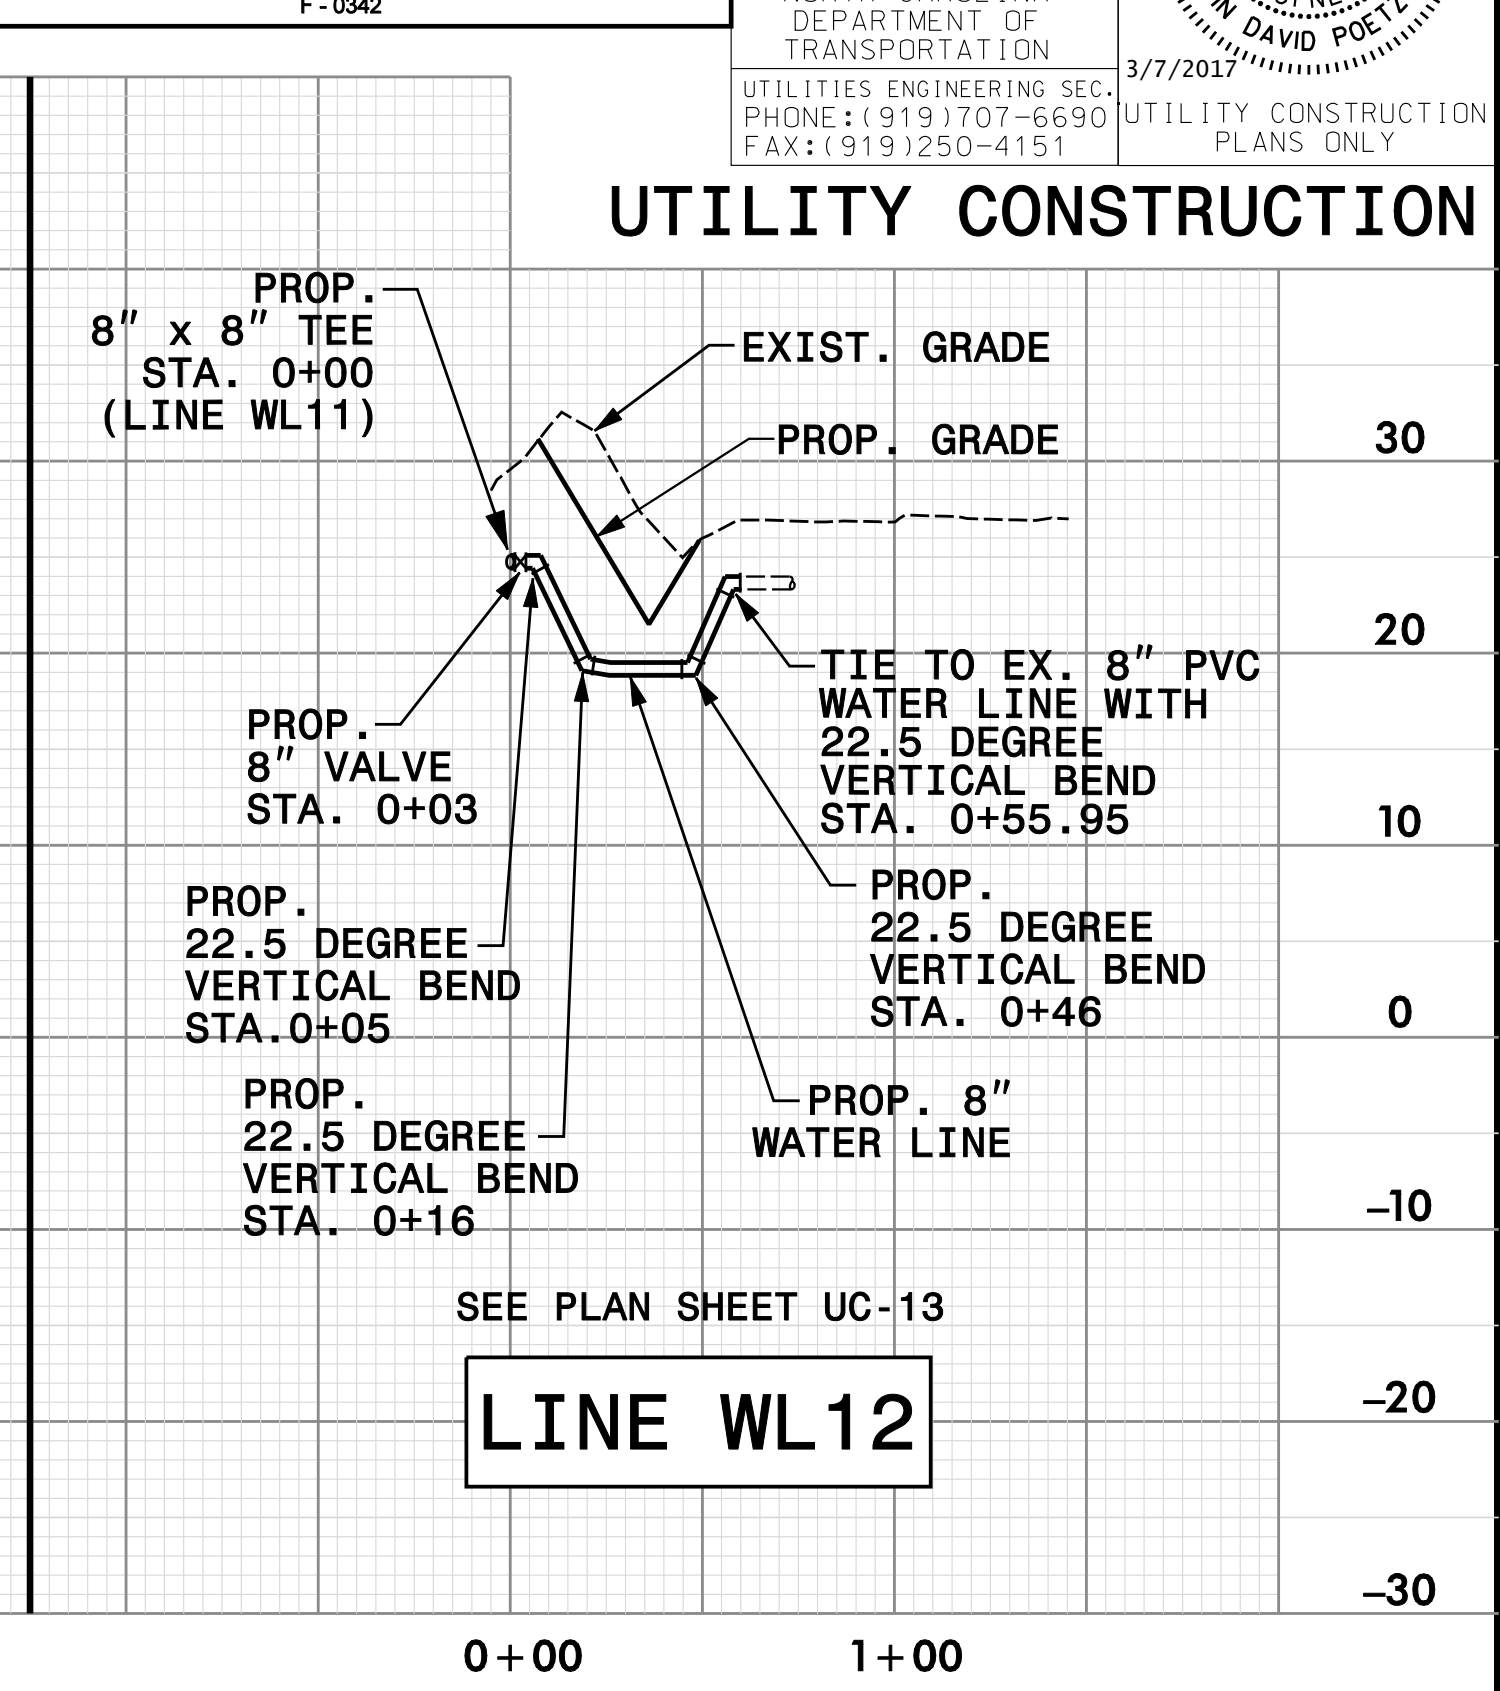 F-0342
DEPARTMENT OF
TRANSPORTATION
UTILITIES ENGINEERING SEC.
PHONE:(919)707-6690
FAX:(919)250-4151
DAVID POETZ
3/7/2017
UTILITY CONSTRUCTION
PLANS ONLY
UTILITY CONSTRUCTION
PROP.
8" x 8" TEE
STA. 0+00
(LINE WL11)
EXIST. GRADE
PROP. GRADE
30
20
10
0
-10
-20
-30
TIE TO EX. 8" PVC
WATER LINE WITH
22.5 DEGREE
VERTICAL BEND
STA. 0+55.95
PROP.
8" VALVE
STA. 0+03
PROP.
22.5 DEGREE
VERTICAL BEND
STA. 0+46
PROP.
22.5 DEGREE
VERTICAL BEND
STA.0+05
PROP.
22.5 DEGREE
VERTICAL BEND
STA. 0+16
PROP. 8"
WATER LINE
SEE PLAN SHEET UC-13
LINE WL12
0+00
1+00